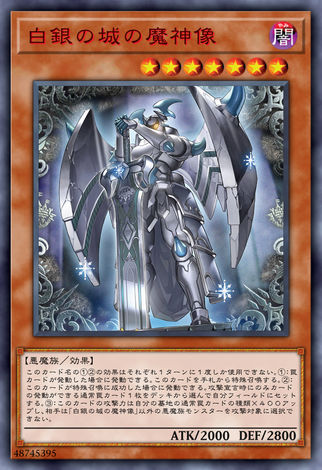 白銀の城の魔神像
やみ
闇
【悪魔族／効果】
このカード名の①②の効果はそれぞれ１ターンに１度しか使用できない。①：罠
カードが発動した場合に発動できる。このカードを手札から特殊召喚する。②：
このカードが特殊召喚に成功した場合に発動できる。攻撃宣言時にのみカード
の発動ができる通常罠カード１枚をデッキから選んで自分フィールドにセット
する。③：このカードの攻撃力は自分の墓地の通常罠カードの種類×４００アッ
プし、相手は「白銀の城の魔神像」以外の悪魔族モンスターを攻撃対象に選択で
きない。
ATK/2000 DEF/2800
48745395